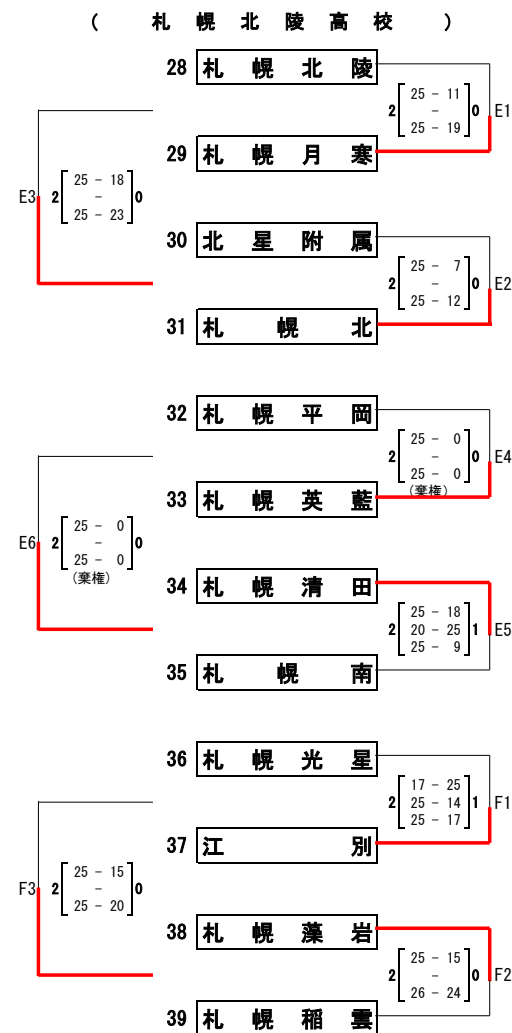 ( 札 幌 北 陵 高 校 )
28 札 幌 北 陵
2 25 - 11 - 25 - 19 0 E1
29 札 幌 月 寒
E3 2 25 - 18 - 25 - 23 0
30 北 星 附 属
2 25 - 7 - 25 - 12 0 E2
31 札 幌 北
32 札 幌 平 岡
2 25 - 0 - 25 - 0 0 E4
(棄権)
33 札 幌 英 藍
E6 2 25 - 0 - 25 - 0 0
(棄権)
34 札 幌 清 田
2 25 - 18 20 - 25 25 - 9 1 E5
35 札 幌 南
36 札 幌 光 星
2 17 - 25 25 - 14 25 - 17 1 F1
37 江 別
F3 2 25 - 15 - 25 - 20 0
38 札 幌 藻 岩
2 25 - 15 - 26 - 24 0 F2
39 札 幌 稲 雲